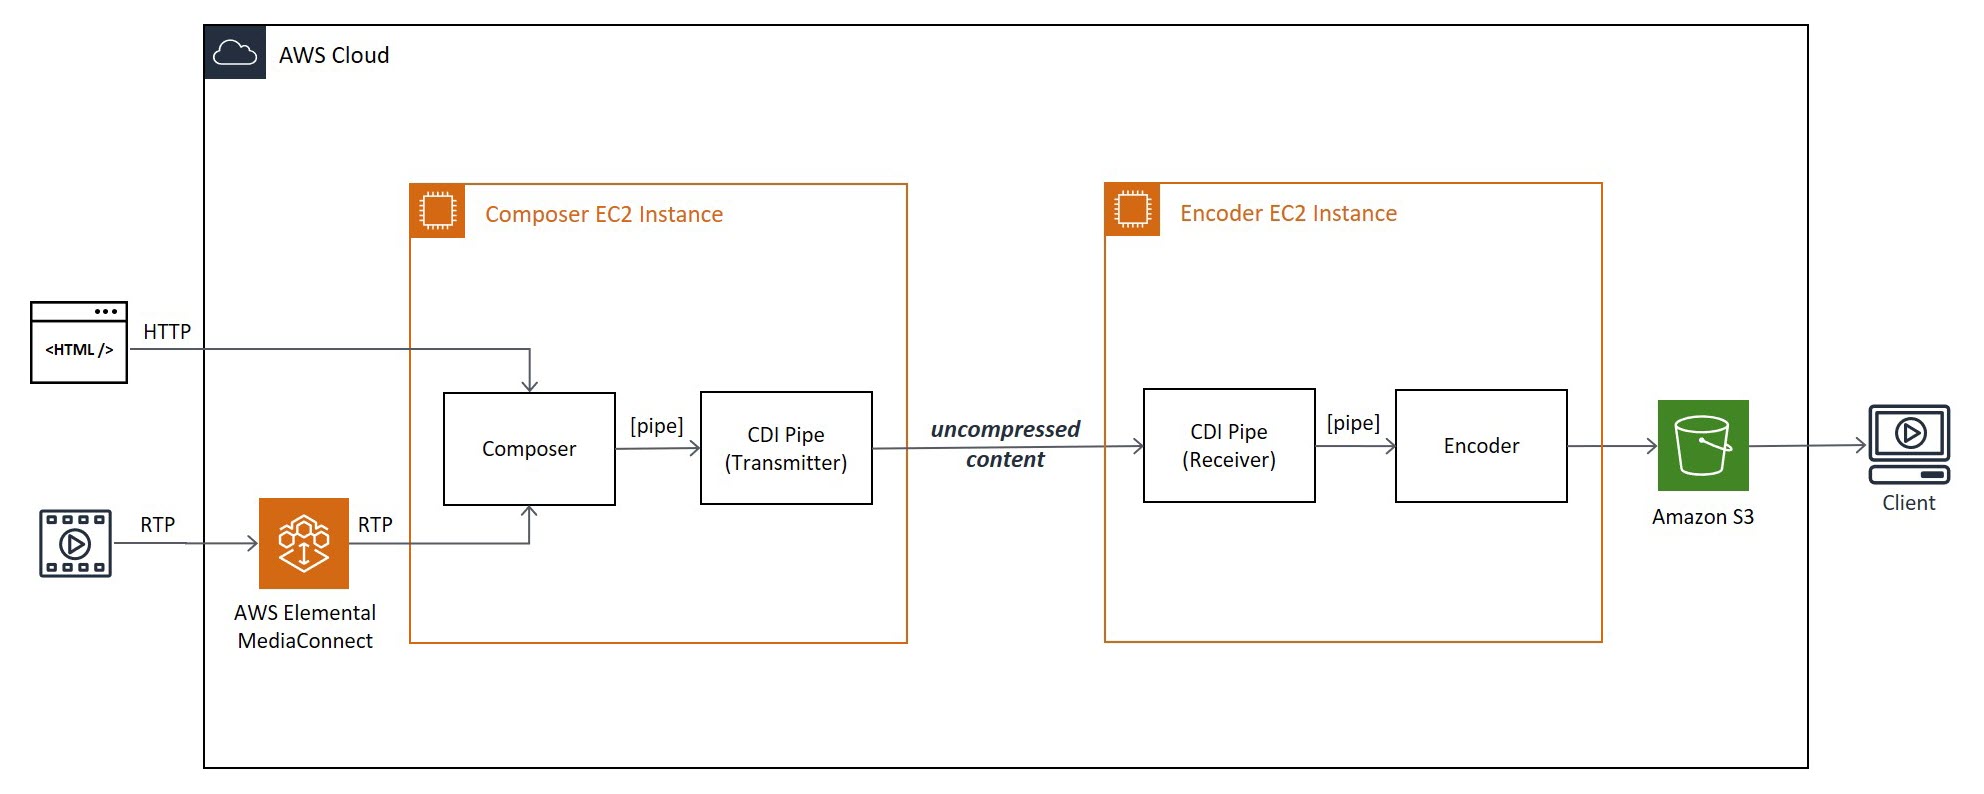 AWS Cloud
Composer EC2 Instance
Encoder EC2 Instance
HTTP
<HTML />
Composer
[pipe]
CDI Pipe
(Transmitter)
uncompressed
content
CDI Pipe
(Receiver)
[pipe]
Encoder
Amazon S3
Client
RTP
RTP
AWS Elemental
MediaConnect